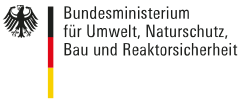 Bundesministerium
für Umwelt, Naturschutz,
Bau und Reaktorsicherheit